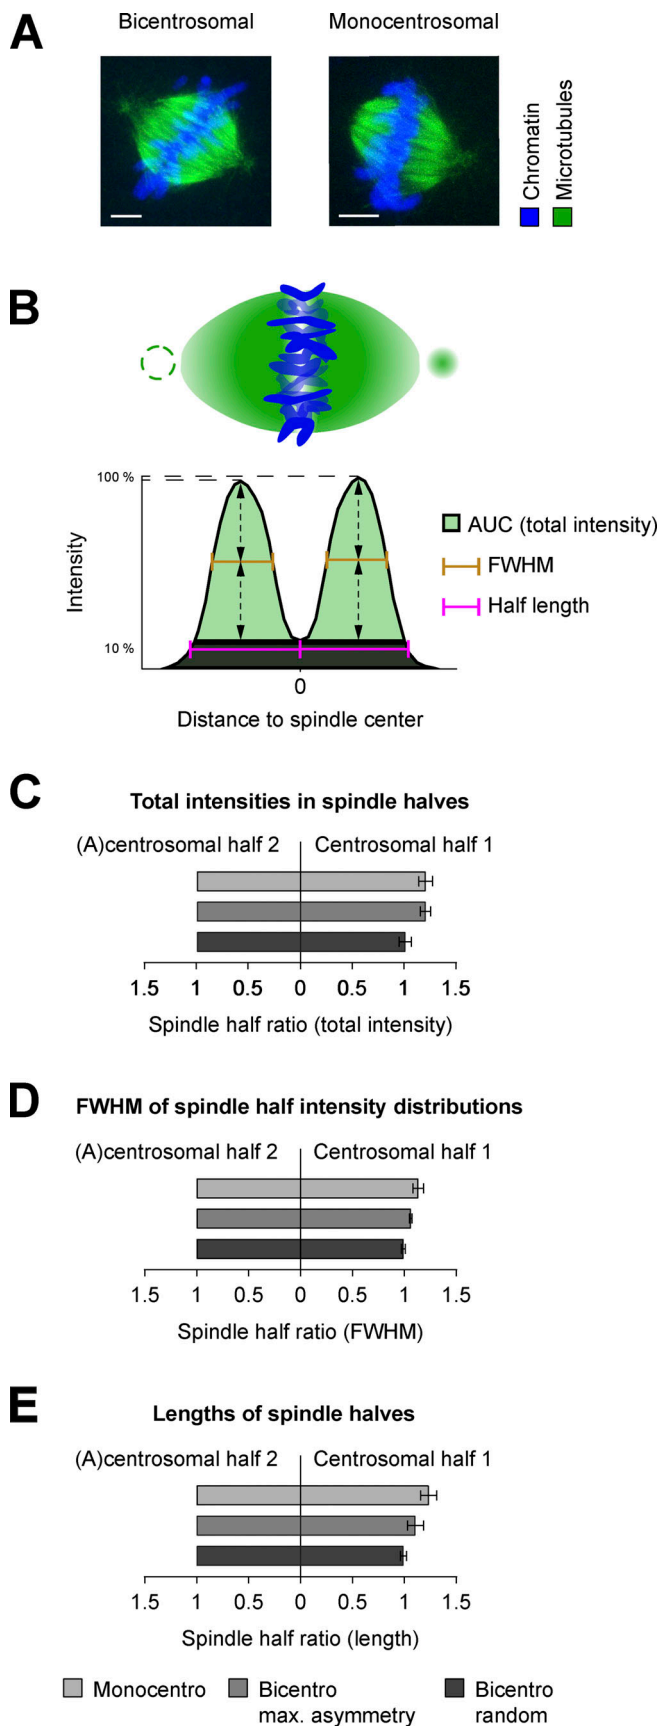 A
Bicentrosomal
Monocentrosomal
Chromatin
Microtubules
B
100 %
10 %
Intensity
0
Distance to spindle center
AUC (total intensity)
FWHM
Half length
C
Total intensities in spindle halves
(A)centrosomal half 2
Centrosomal half 1
1.5 1 0.5 0 0.5 1 1.5
Spindle half ratio (total intensity)
D
FWHM of spindle half intensity distributions
(A)centrosomal half 2
Centrosomal half 1
1.5 1 0.5 0 0.5 1 1.5
Spindle half ratio (FWHM)
E
Lengths of spindle halves
(A)centrosomal half 2
Centrosomal half 1
1.5 1 0.5 0 0.5 1 1.5
Spindle half ratio (length)
Monocentro
Bicentro
max. asymmetry
Bicentro
random